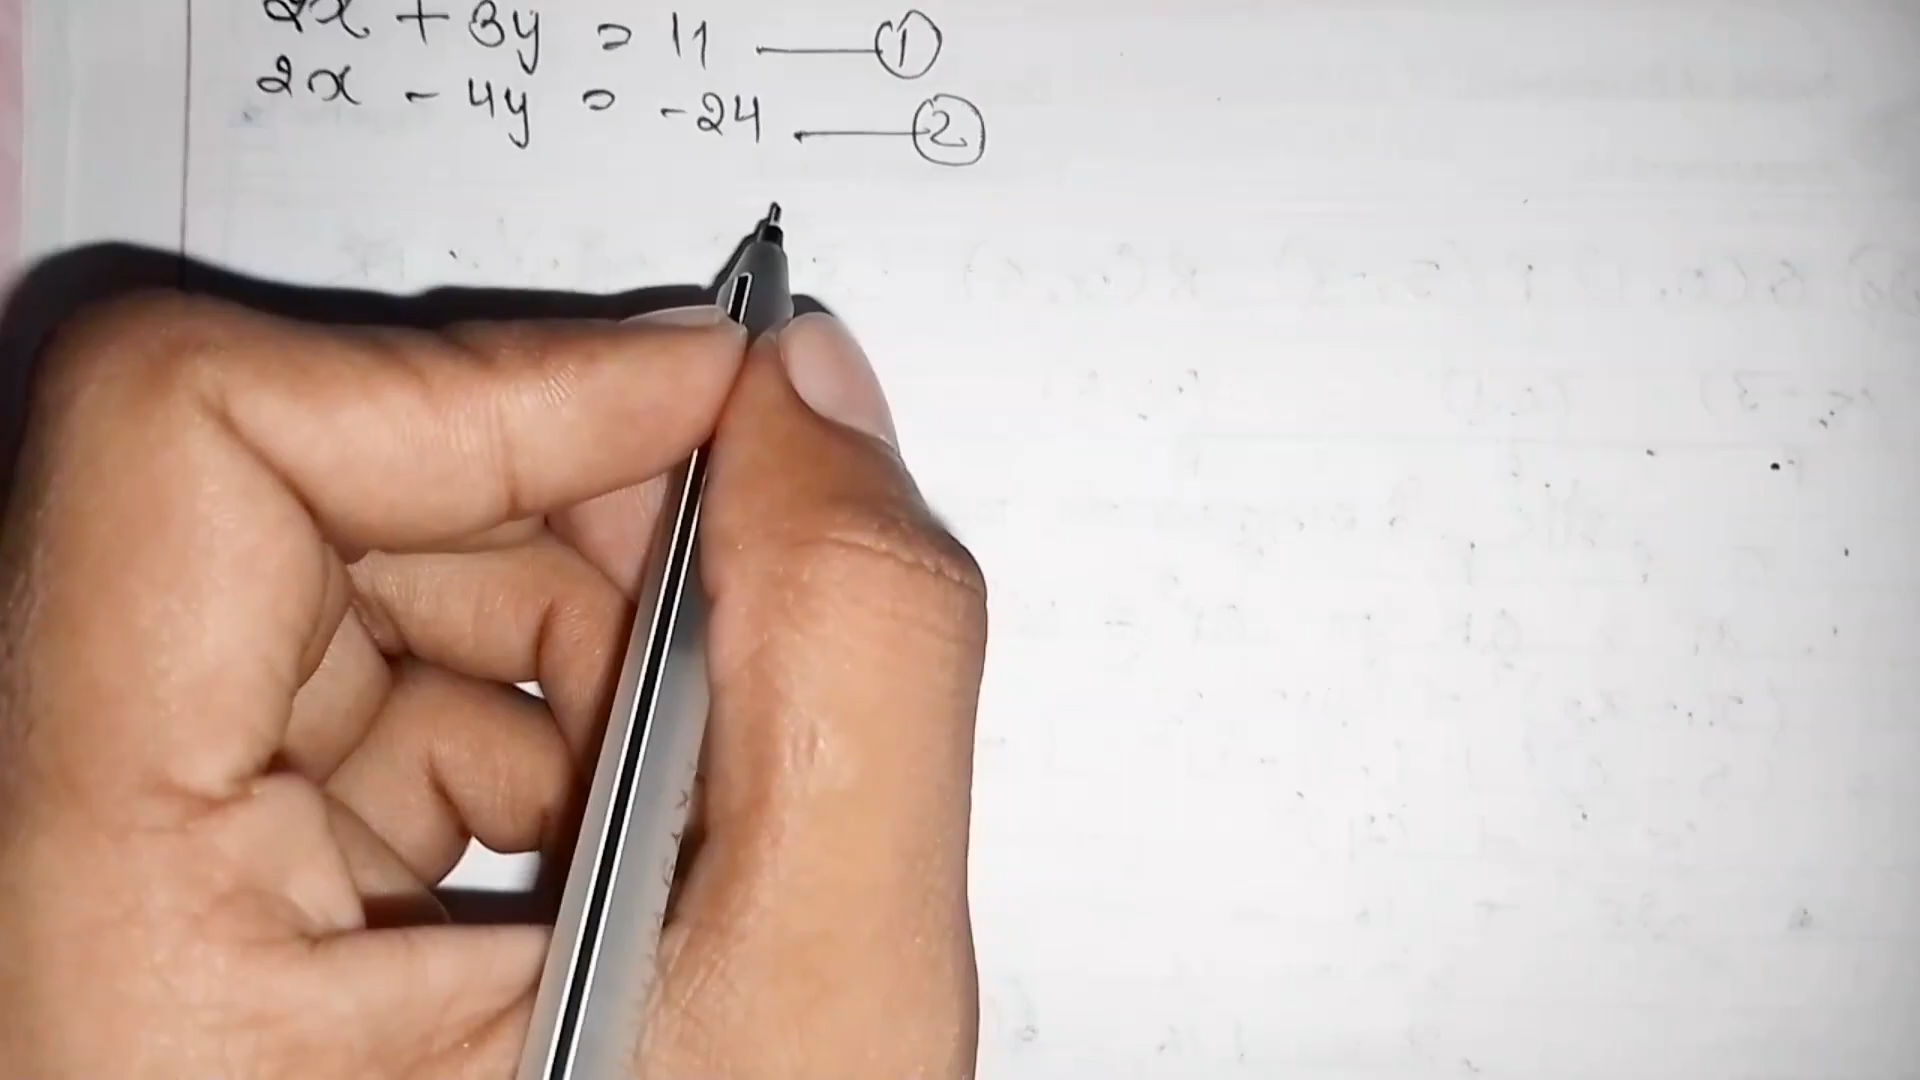 2x + 3y = 11 —— ①
2x - 4y = -24 —— ②